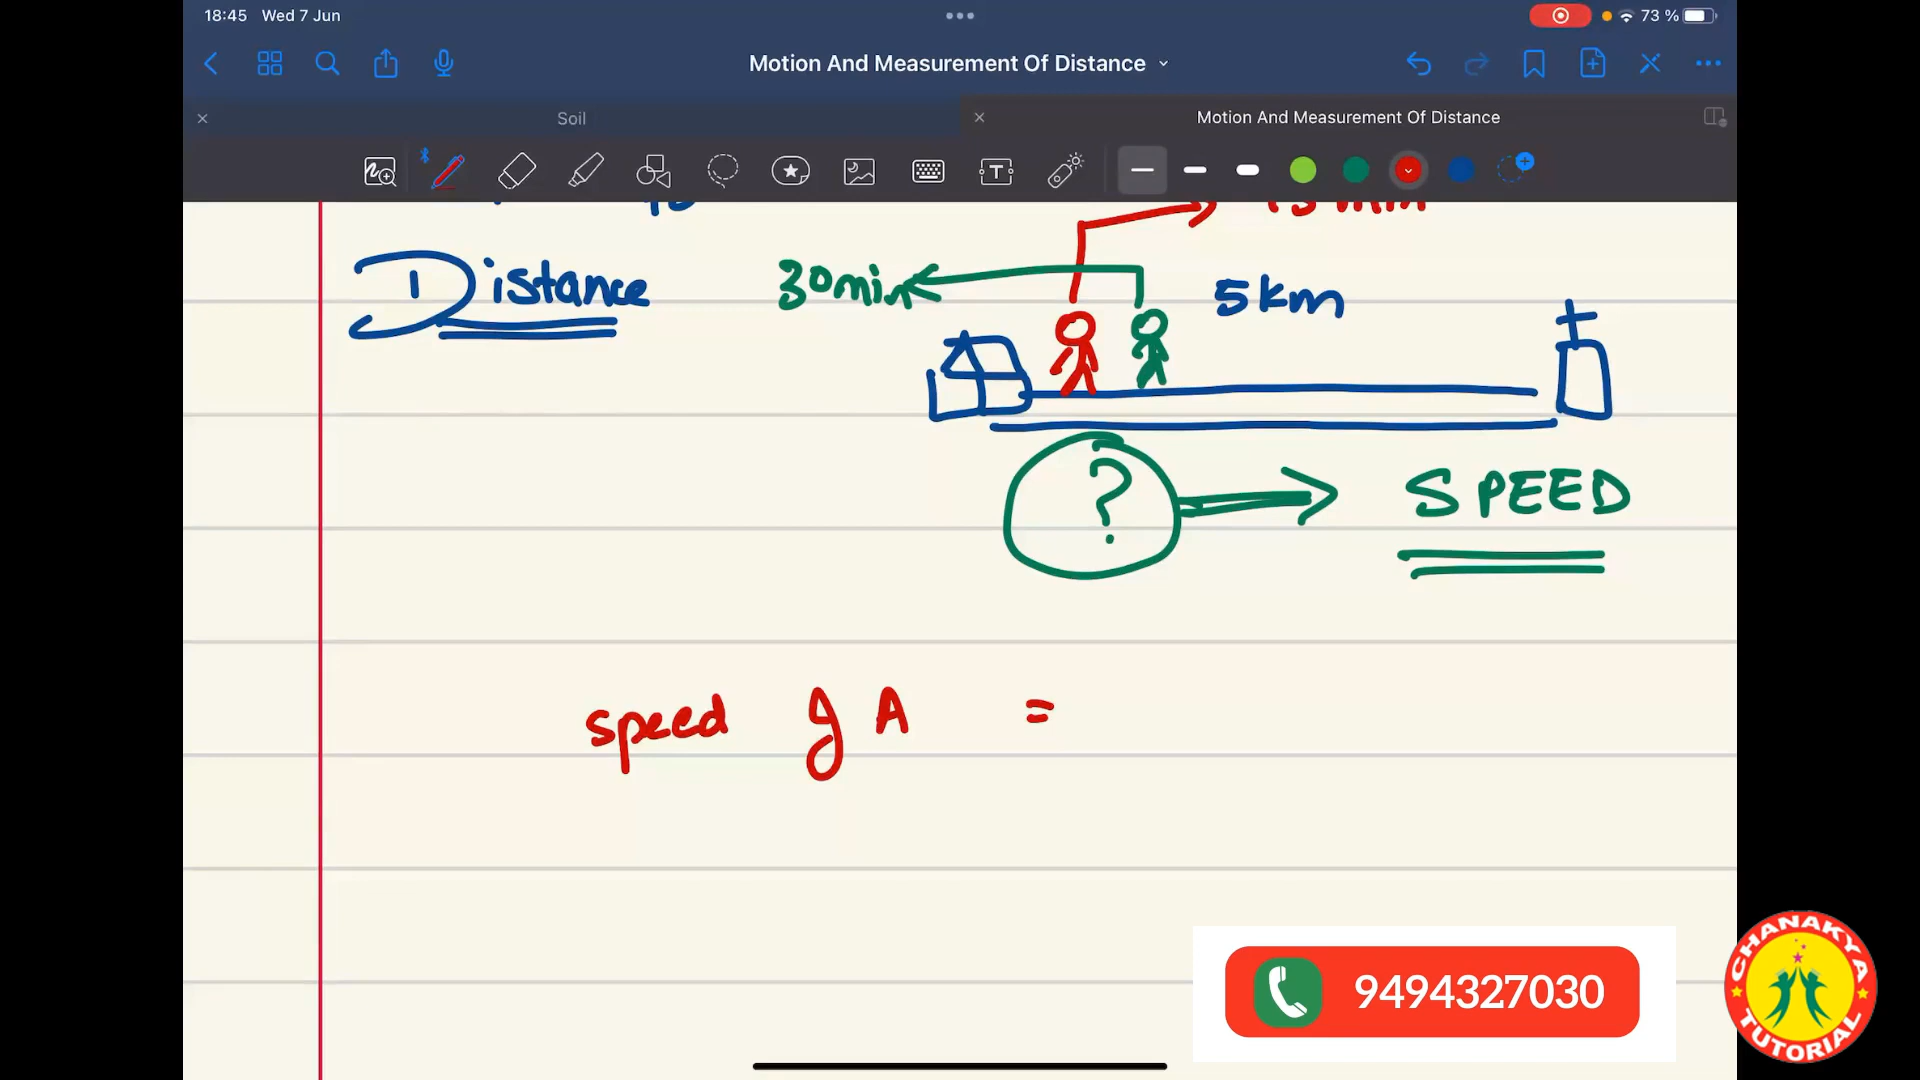 18:45 Wed 7 Jun
73 %
Motion And Measurement Of Distance
Soil
Motion And Measurement Of Distance
T
Distance
30min
5km
?
SPEED
speed of A =
9494327030
CHANAKYA
TUTORIAL